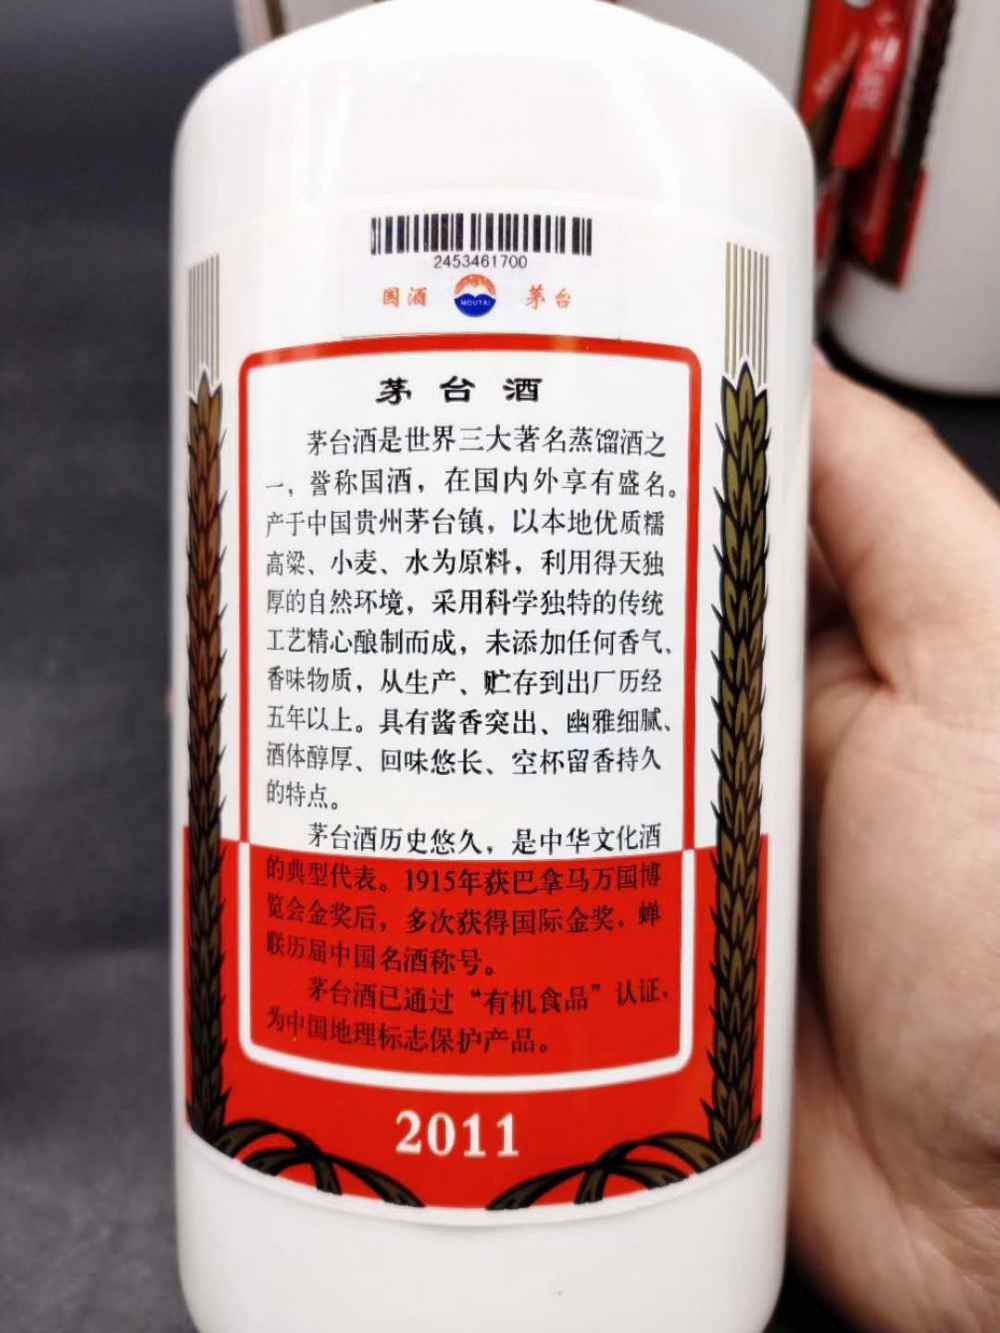 2453461700
国酒 MOUTAI 茅台
茅台酒
茅台酒是世界三大著名蒸馏酒之
一，誉称国酒，在国内外享有盛名。
产于中国贵州茅台镇，以本地优质糯
高粱、小麦、水为原料，利用得天独
厚的自然环境，采用科学独特的传统
工艺精心酿制而成，未添加任何香气、
香味物质，从生产、贮存到出厂历经
五年以上。具有酱香突出、幽雅细腻、
酒体醇厚、回味悠长、空杯留香持久
的特点。
茅台酒历史悠久，是中华文化酒
的典型代表。1915年获巴拿马万国博
览会金奖后，多次获得国际金奖，蝉
联历届中国名酒称号。
茅台酒已通过“有机食品”认证，
为中国地理标志保护产品。
2011